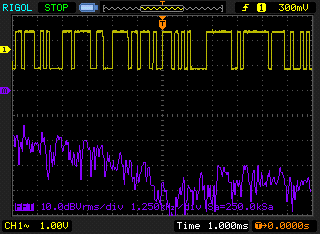 RIGOL STOP T 1 300mV
T
1
M
FFT 10.0dBVrms/div 1.250kHz/div Sa=250.0kSa
CH1~ 1.00V Time 1.000ms T→0.0000s